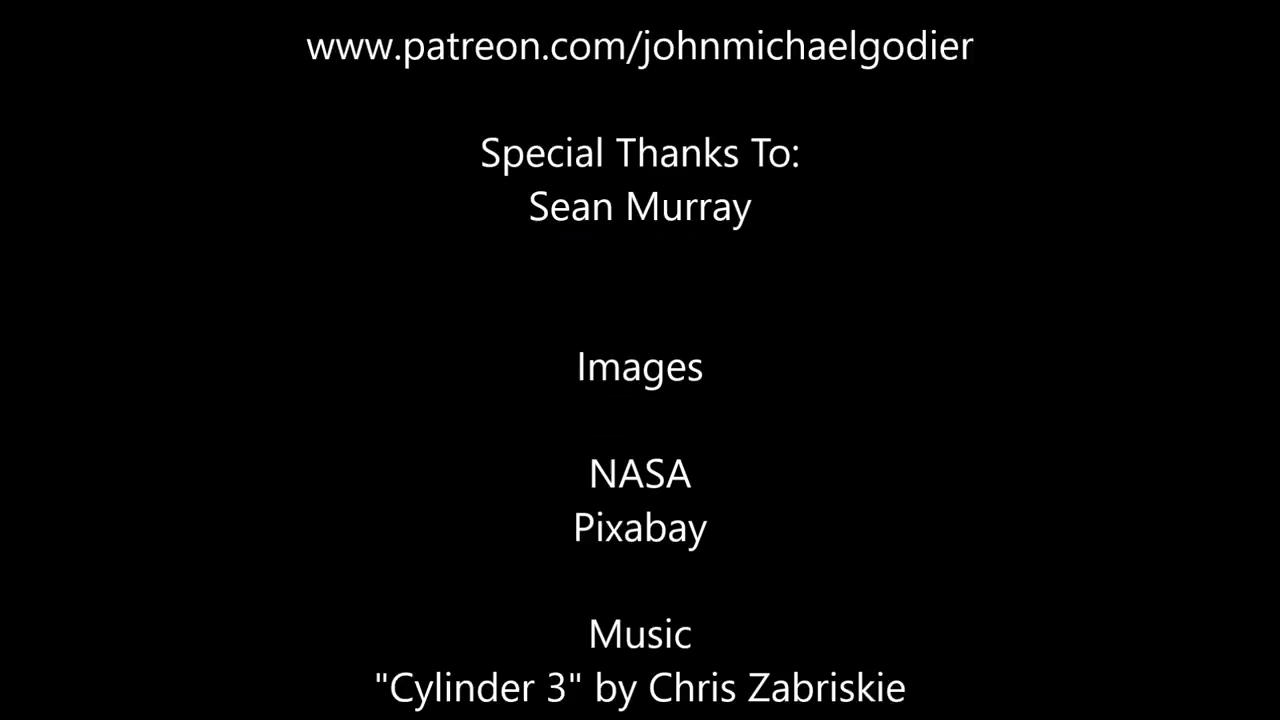 www.patreon.com/johnmichaelgodier
Special Thanks To:
Sean Murray
Images
NASA
Pixabay
Music
"Cylinder 3" by Chris Zabriskie